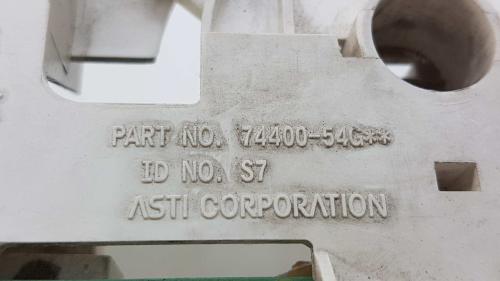 PART NO. 74400-54G**
ID NO. S7
ASTI CORPORATION